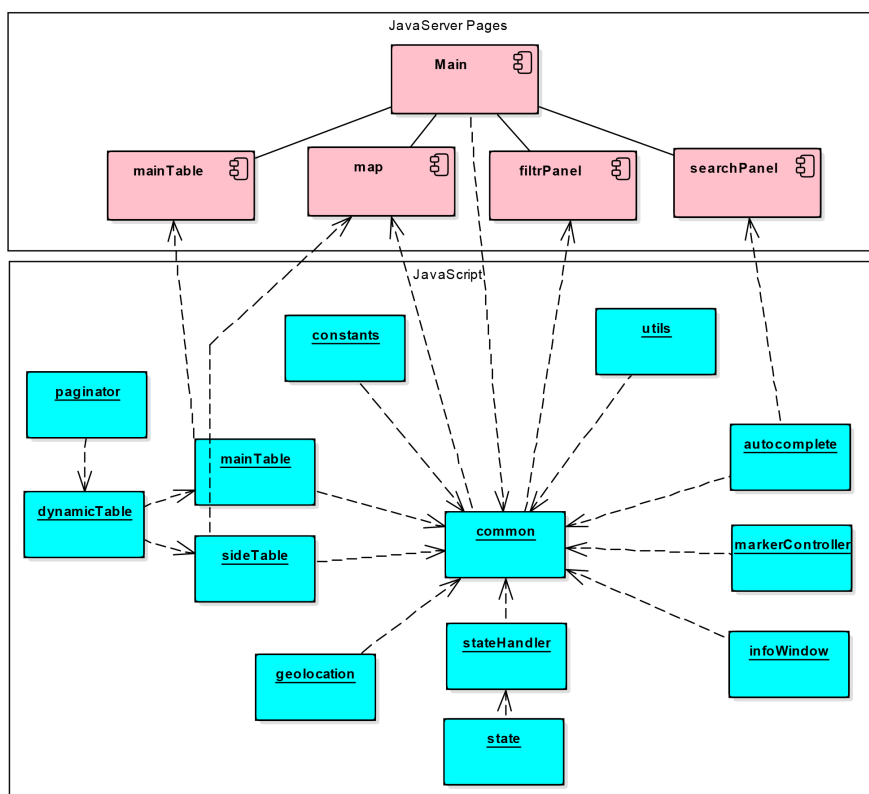 JavaServer Pages
Main
mainTable
map
filtrPanel
searchPanel
JavaScript
constants
utils
paginator
mainTable
autocomplete
dynamicTable
sideTable
common
markerController
geolocation
stateHandler
infoWindow
state